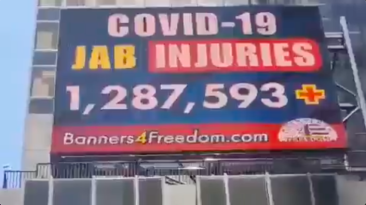 COVID-19
JAB INJURIES
1,287,593+
Banners4Freedom.com